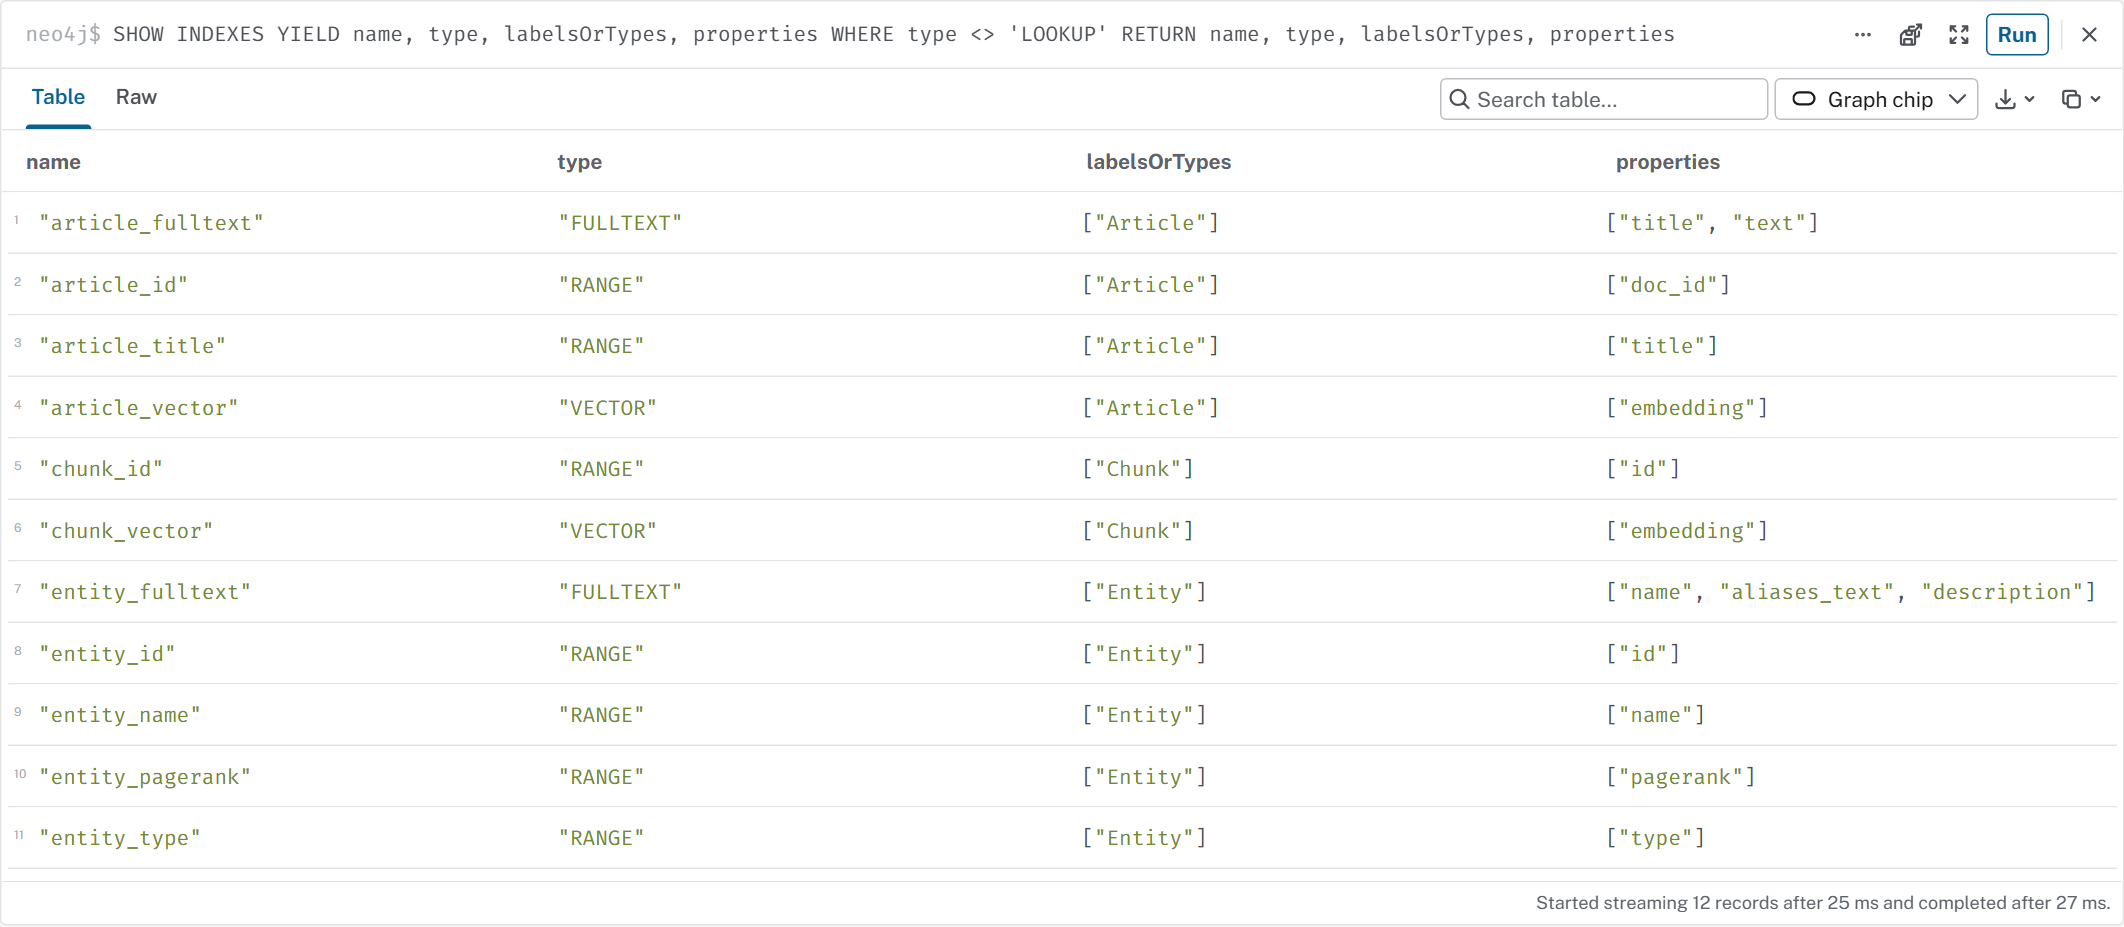 neo4j$ SHOW INDEXES YIELD name, type, labelsOrTypes, properties WHERE type <> 'LOOKUP' RETURN name, type, labelsOrTypes, properties
Run
Table Raw Search table... Graph chip
name type labelsOrTypes properties
1 "article_fulltext" "FULLTEXT" ["Article"] ["title", "text"]
2 "article_id" "RANGE" ["Article"] ["doc_id"]
3 "article_title" "RANGE" ["Article"] ["title"]
4 "article_vector" "VECTOR" ["Article"] ["embedding"]
5 "chunk_id" "RANGE" ["Chunk"] ["id"]
6 "chunk_vector" "VECTOR" ["Chunk"] ["embedding"]
7 "entity_fulltext" "FULLTEXT" ["Entity"] ["name", "aliases_text", "description"]
8 "entity_id" "RANGE" ["Entity"] ["id"]
9 "entity_name" "RANGE" ["Entity"] ["name"]
10 "entity_pagerank" "RANGE" ["Entity"] ["pagerank"]
11 "entity_type" "RANGE" ["Entity"] ["type"]
Started streaming 12 records after 25 ms and completed after 27 ms.